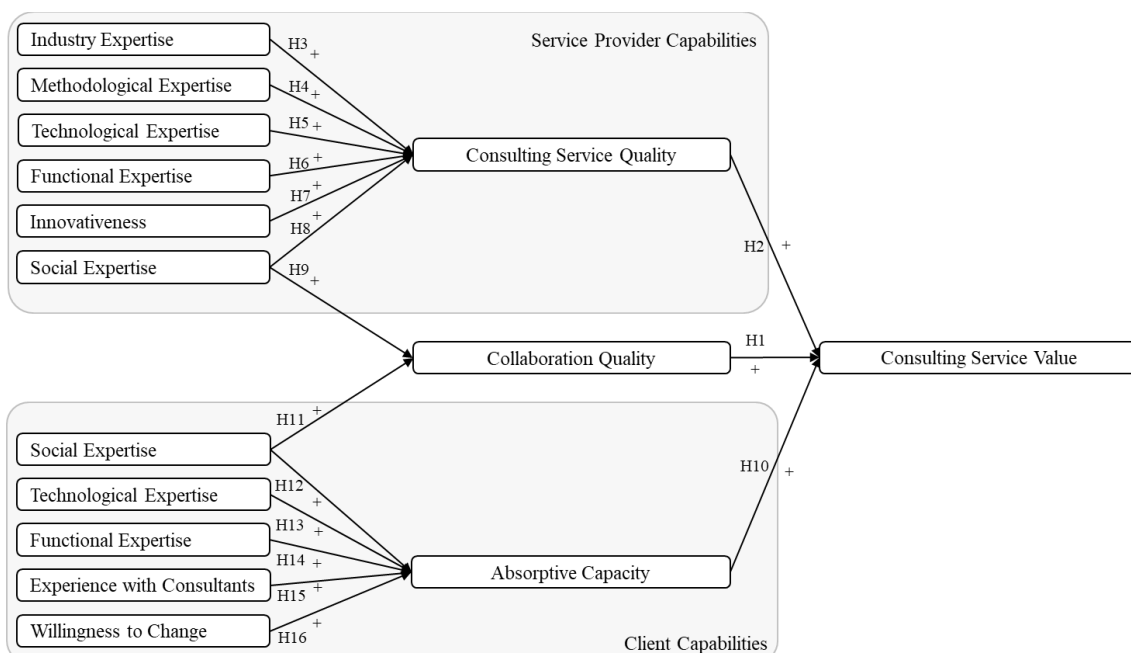 Service Provider Capabilities
Industry Expertise
H3
+
Methodological Expertise
H4
+
Technological Expertise
H5
+
Functional Expertise
H6
+
Innovativeness
H7
+
Social Expertise
H8
+
H9
+
Consulting Service Quality
H2
+
Collaboration Quality
H1
+
Consulting Service Value
H11
+
Social Expertise
H12
+
Technological Expertise
H13
+
Functional Expertise
H14
+
Experience with Consultants
H15
+
Willingness to Change
H16
+
Absorptive Capacity
H10
+
Client Capabilities